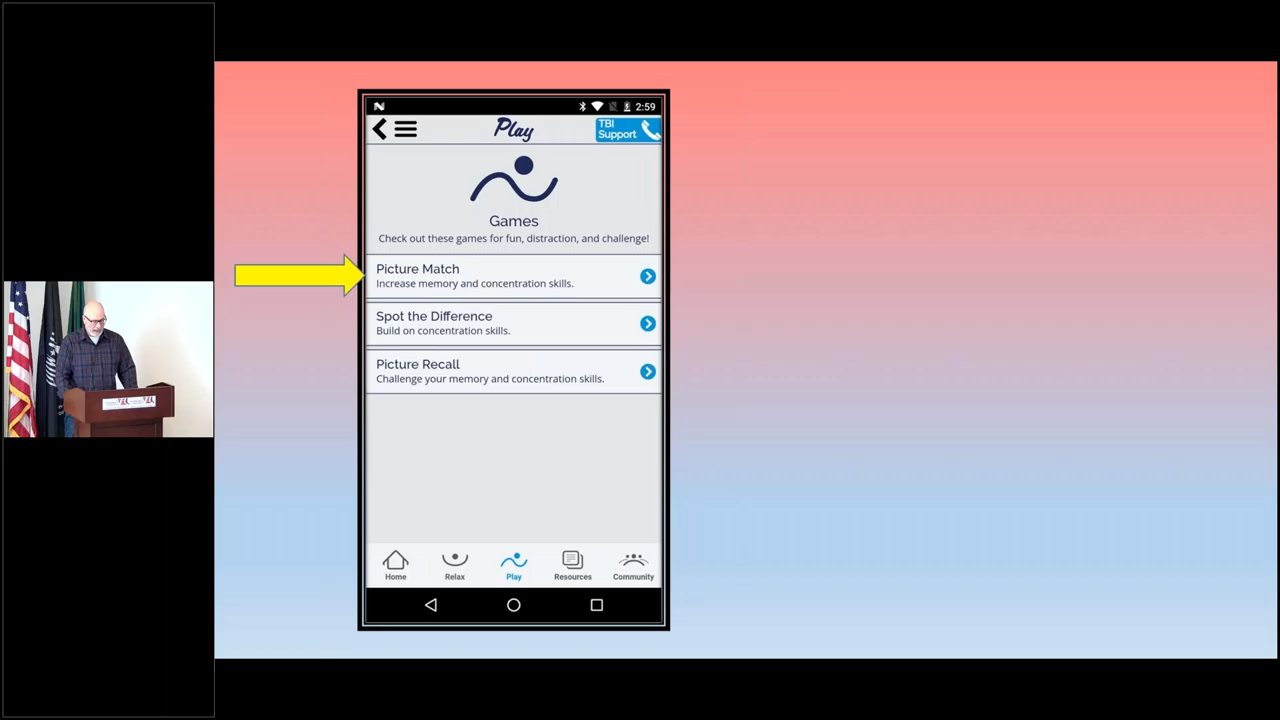 2:59
Play
TBI
Support
Games
Check out these games for fun, distraction, and challenge!
Picture Match
Increase memory and concentration skills.
Spot the Difference
Build on concentration skills.
Picture Recall
Challenge your memory and concentration skills.
Home
Relax
Play
Resources
Community